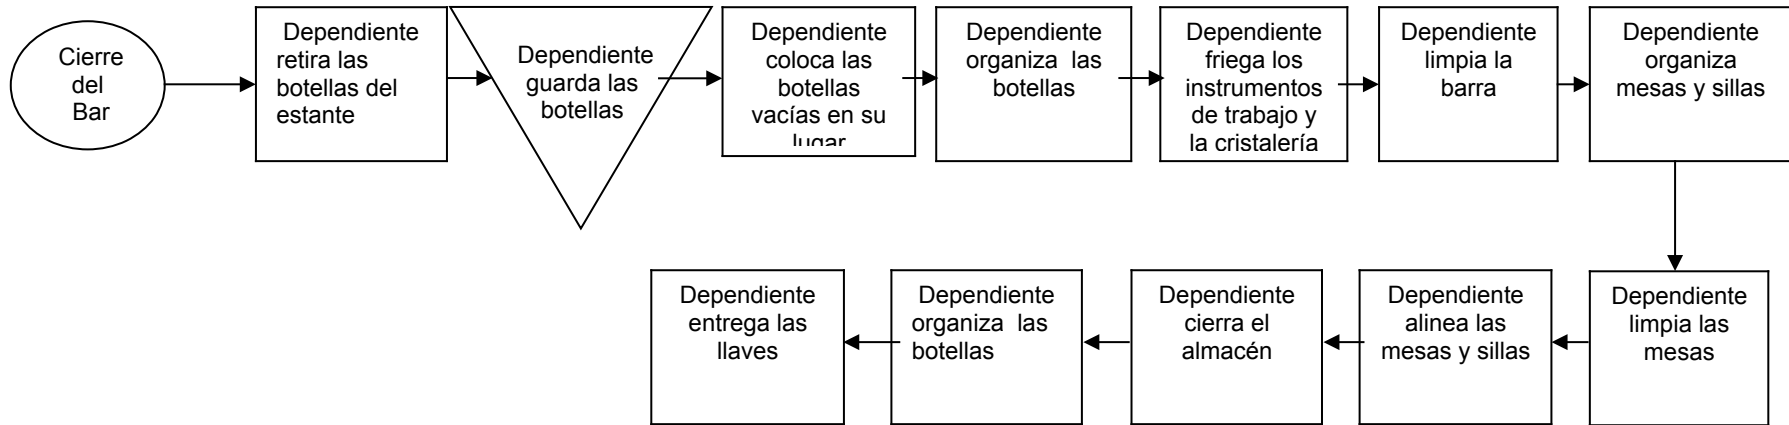 Cierre
del
Bar
Dependiente
retira las
botellas del
estante
Dependiente
guarda las
botellas
Dependiente
coloca las
botellas
vacías en su
lugar
Dependiente
organiza las
botellas
Dependiente
friega los
instrumentos
de trabajo y
la cristalería
Dependiente
limpia la
barra
Dependiente
organiza
mesas y sillas
Dependiente
limpia las
mesas
Dependiente
alinea las
mesas y sillas
Dependiente
cierra el
almacén
Dependiente
organiza las
botellas
Dependiente
entrega las
llaves